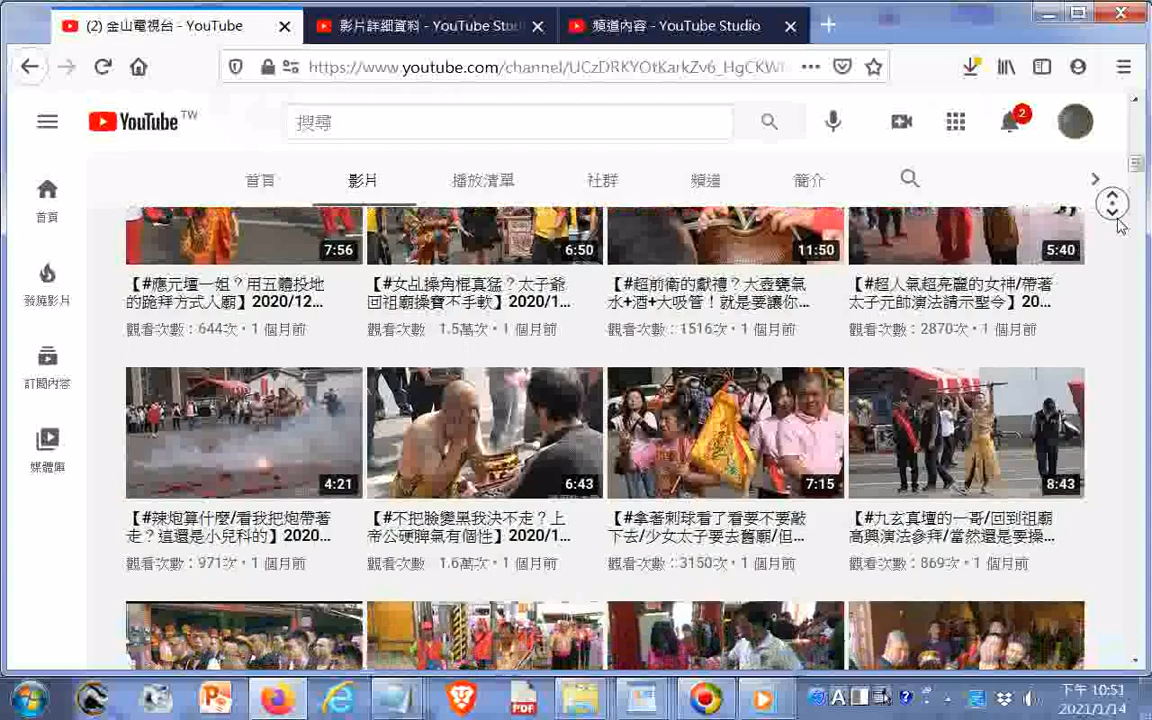 (2) 金山電視台 - YouTube
影片詳細資料 - YouTube Stu
頻道內容 - YouTube Studio
https://www.youtube.com/channel/UCzDRKYOtKarkZv6_HgCKW
YouTube TW
搜尋
2
首頁
影片
播放清單
社群
頻道
簡介
首頁
發燒影片
訂閱內容
媒體庫
7:56
6:50
11:50
5:40
【#應元壇一姐？用五體投地
的跪拜方式入廟】2020/12...
觀看次數：644次 · 1 個月前
【#女乩操角棍真猛？太子爺
回祖廟操寶不手軟】2020/1...
觀看次數 1.5萬次 · 1 個月前
【#超前衛的獻禮？大壺甕氣
水+酒+大吸管！就是要讓你...
觀看次數：1516次 · 1 個月前
【#超人氣超亮麗的女神/帶著
太子元帥演法請示聖令】20...
觀看次數：2870次 · 1 個月前
4:21
6:43
7:15
8:43
【#辣炮算什麼/看我把炮帶著
走？這還是小兒科的】2020...
觀看次數：971次 · 1 個月前
【#不把臉變黑我決不走？上
帝公硬脾氣有個性】2020/1...
觀看次數 1.6萬次 · 1 個月前
【#拿著刺球看了看要不要敲
下去/少女太子要去舊廟/但...
觀看次數：3150次 · 1 個月前
【#九玄真壇的一哥/回到祖廟
高興演法參拜/當然還是要操...
觀看次數：869次 · 1 個月前
PDF
A
下午 10:51
2021/1/14